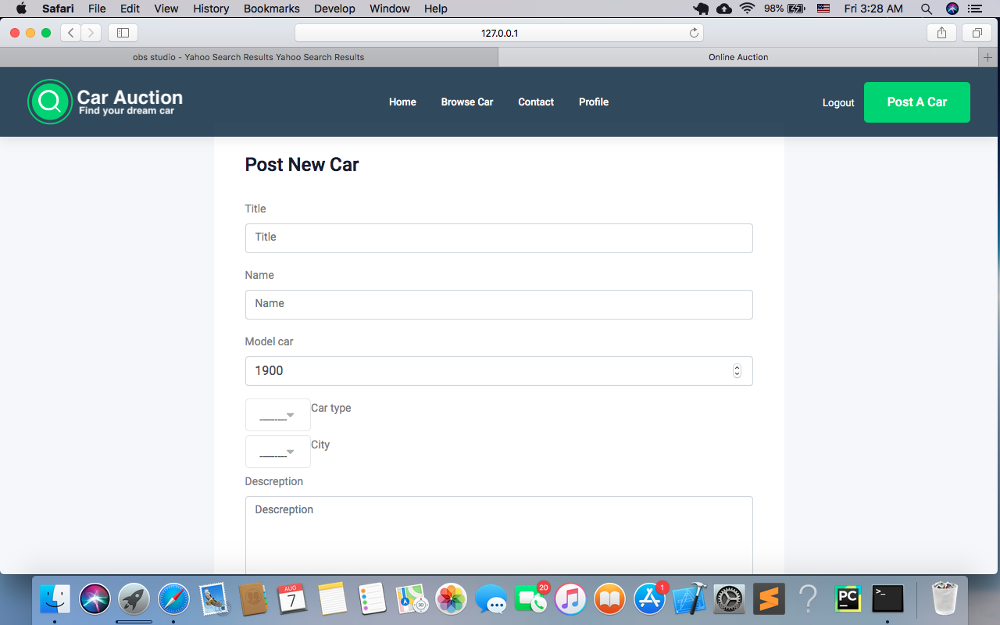 Safari File Edit View History Bookmarks Develop Window Help 98% Fri 3:28 AM
127.0.0.1
obs studio - Yahoo Search Results Yahoo Search Results Online Auction
Car Auction
Find your dream car
Home Browse Car Contact Profile Logout Post A Car
Post New Car
Title
Title
Name
Name
Model car
1900
--------- Car type
--------- City
Descreption
Descreption
AUG
7
20
1
3D
PC
>_